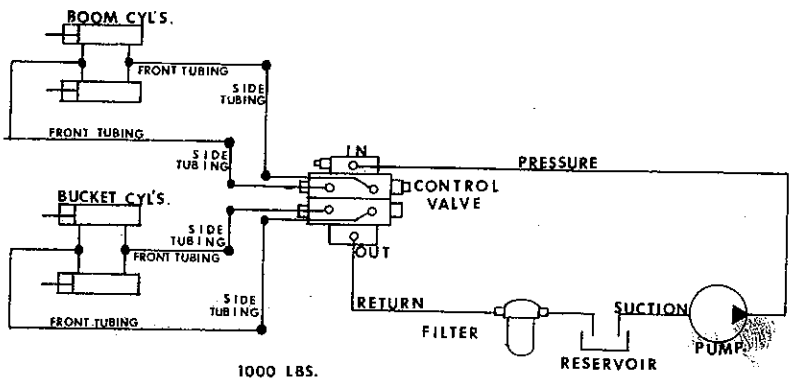 BOOM CYL'S.
FRONT TUBING
SIDE
TUBING
FRONT TUBING
SIDE
TUBING
IN
PRESSURE
CONTROL
VALVE
BUCKET CYL'S.
SIDE
TUBING
FRONT TUBING
OUT
SIDE
TUBING
FRONT TUBING
RETURN
FILTER
SUCTION
PUMP
RESERVOIR
1000 LBS.